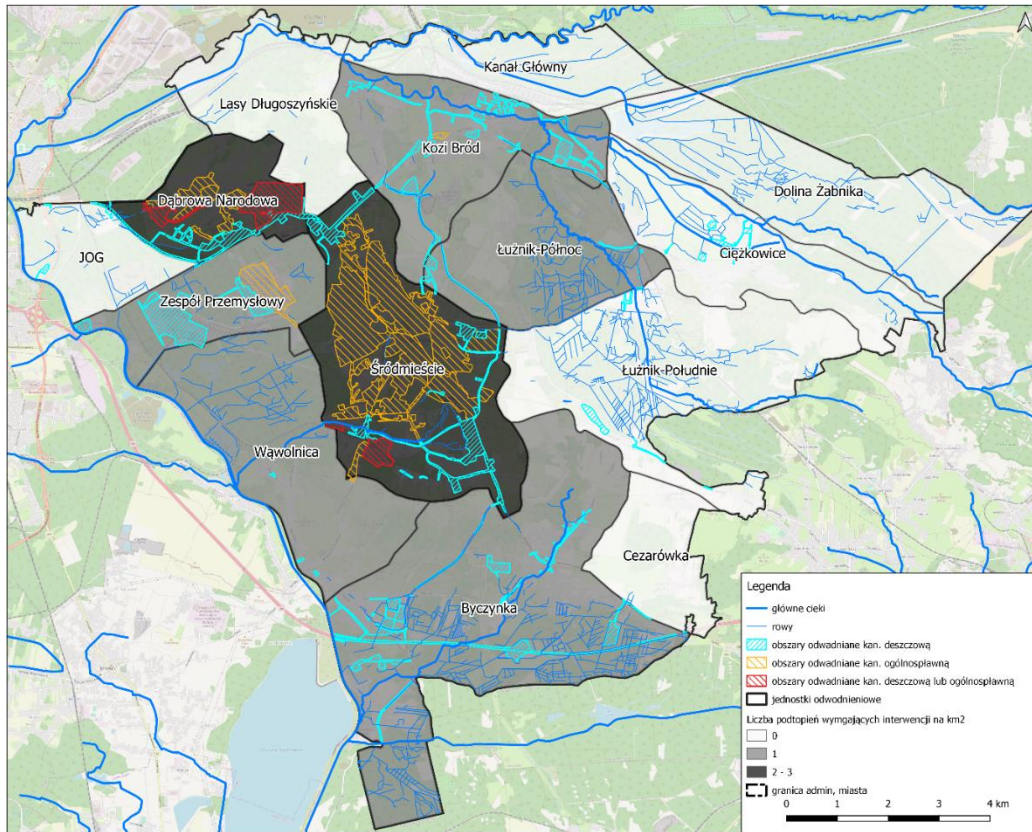 Kanał Główny
Lasy Długoszyńskie
Kozi Bród
Dolina Żabnika
Dąbrowa Narodowa
Łużnik-Północ
Ciężkowice
JOG
Zespół Przemysłowy
Śródmieście
Łużnik-Południe
Wąwolnica
Cezarówka
Byczynka
Legenda
główne cieki
rowy
obszary odwadniane kan. deszczową
obszary odwadniane kan. ogólnospławną
obszary odwadniane kan. deszczową lub ogólnospławną
jednostki odwodnieniowe
Liczba podtopień wymgających interwencji na km2
0
1
2 - 3
granica admin, miasta
0 1 2 3 4 km